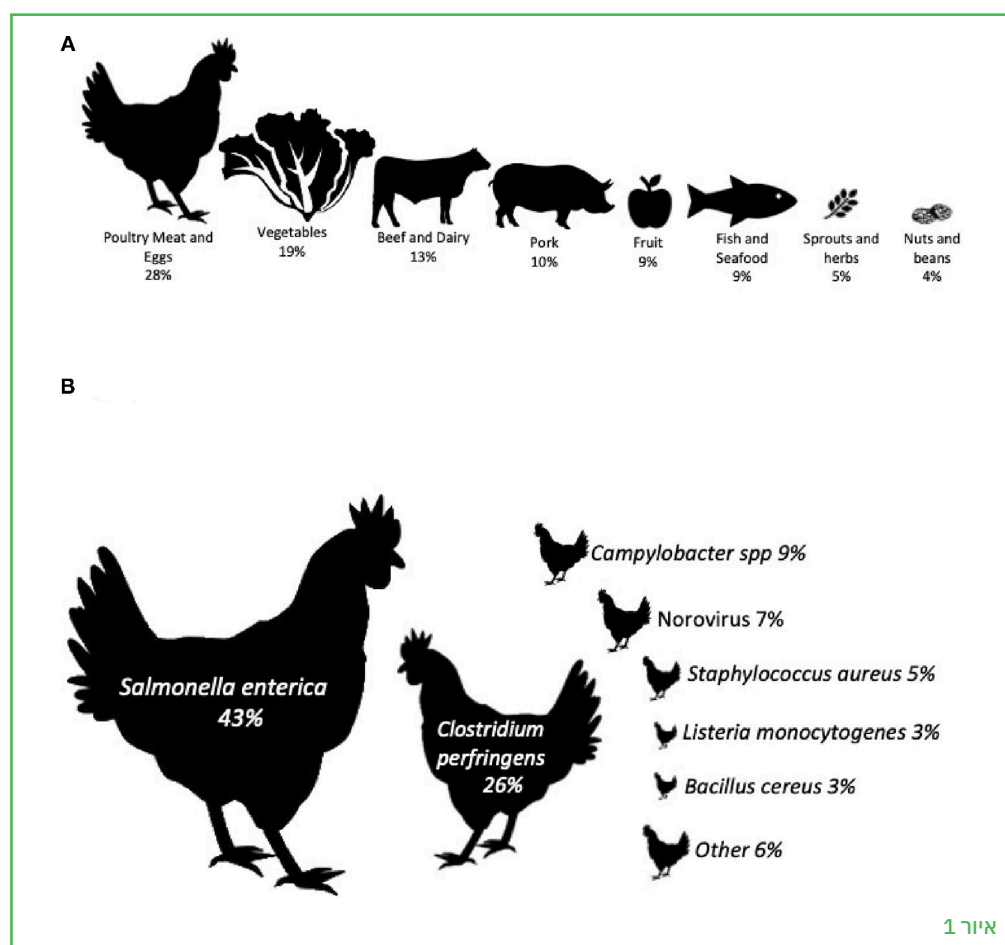 A
Poultry Meat and
Eggs
28%
Vegetables
19%
Beef and Dairy
13%
Pork
10%
Fruit
9%
Fish and
Seafood
9%
Sprouts and
herbs
5%
Nuts and
beans
4%
B
Salmonella enterica
43%
Clostridium
perfringens
26%
Campylobacter spp 9%
Norovirus 7%
Staphylococcus aureus 5%
Listeria monocytogenes 3%
Bacillus cereus 3%
Other 6%
איור 1